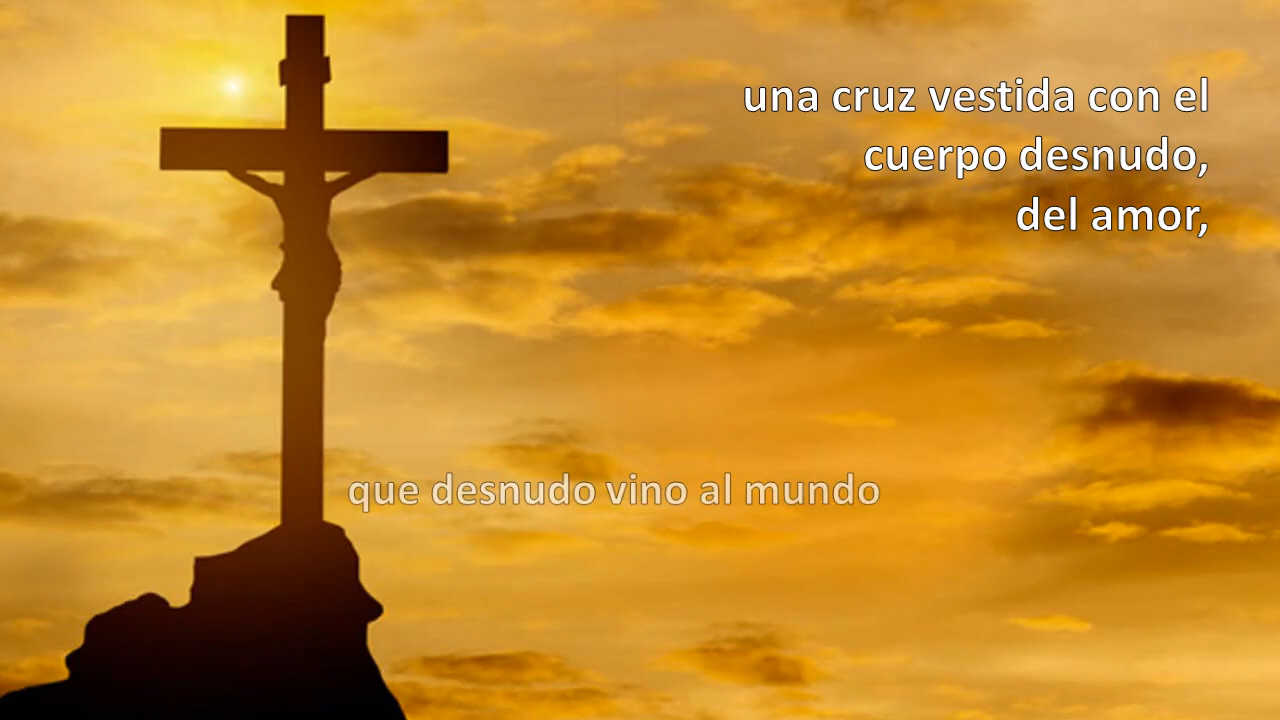 una cruz vestida con el
cuerpo desnudo,
del amor,
que desnudo vino al mundo